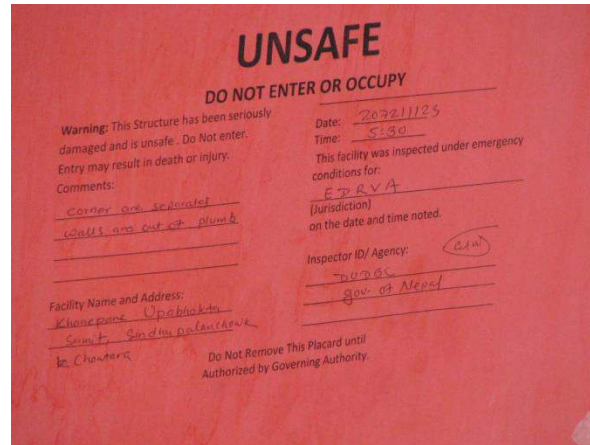 UNSAFE
DO NOT ENTER OR OCCUPY
Warning: This Structure has been seriously
damaged and is unsafe . Do Not enter.
Entry may result in death or injury.
Comments:
corner are separated
walls are out of plumb
Facility Name and Address:
Khanepane Upabhokta
Samit, Sindhupalanchowk
Chautara
Date: 2072/1/25
Time: 5:30
This facility was inspected under emergency
conditions for:
EDRVA
(Jurisdiction)
on the date and time noted.
Inspector ID/ Agency:
DUDBC
gov. of Nepal
Do Not Remove This Placard until
Authorized by Governing Authority.